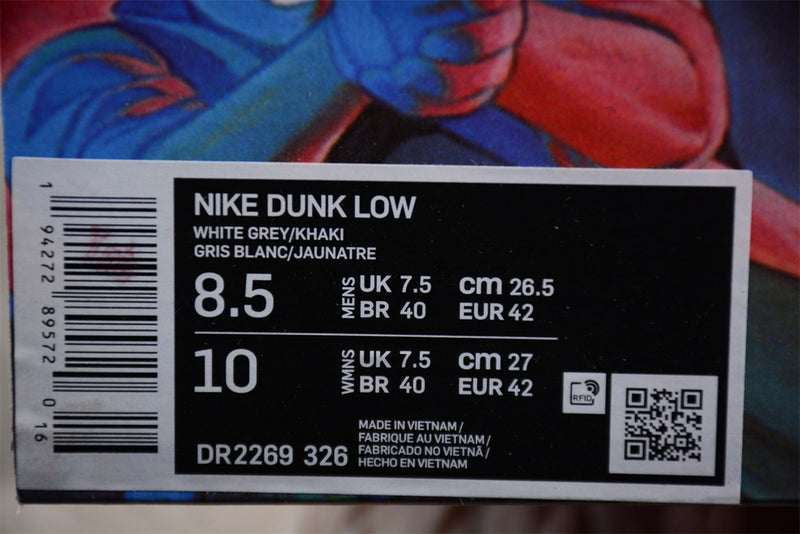 NIKE DUNK LOW
WHITE GREY/KHAKI
GRIS BLANC/JAUNATRE
8.5
MENS
UK 7.5
cm 26.5
BR 40
EUR 42
10
WMNS
UK 7.5
cm 27
BR 40
EUR 42
RFID
DR2269 326
MADE IN VIETNAM /
FABRIQUE AU VIETNAM /
FABRICADO NO VIETNÃ /
HECHO EN VIETNAM
1 94272 89572 0 16